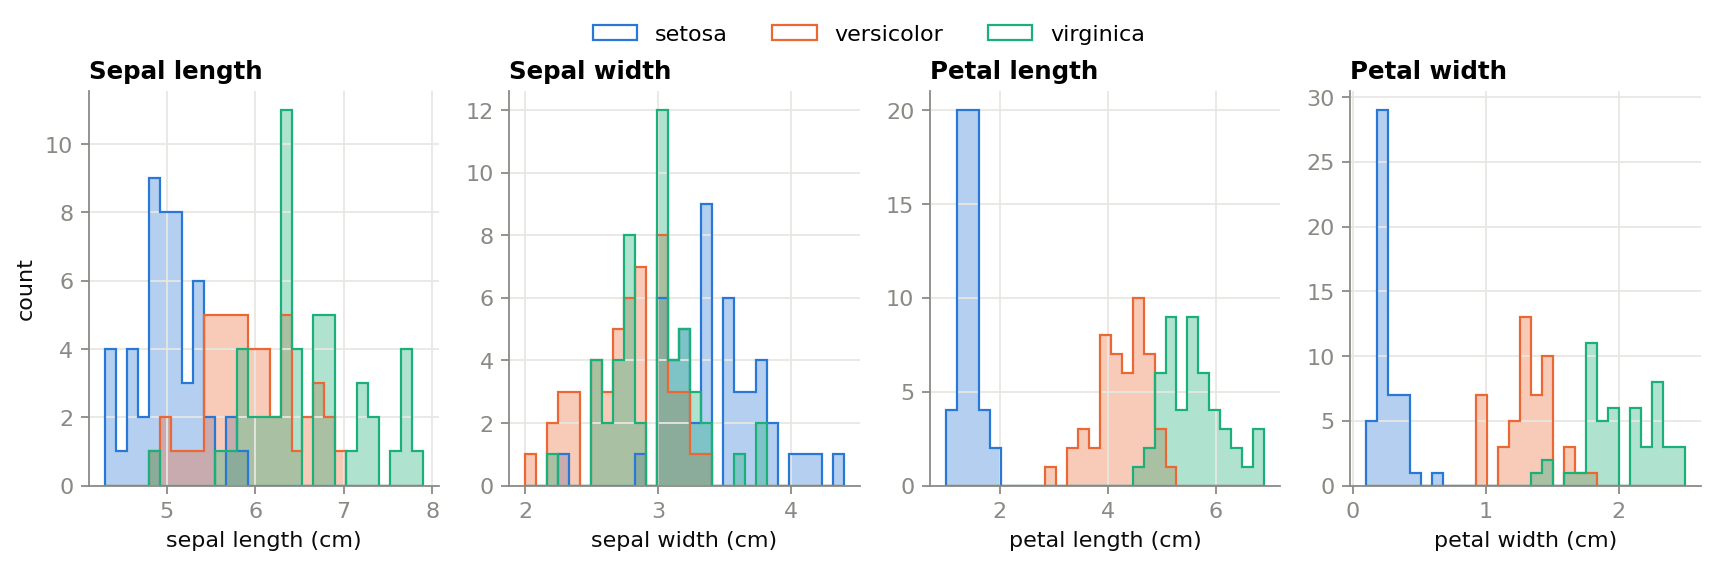 setosa versicolor virginica
Sepal length Sepal width Petal length Petal width
count
10
8
6
4
2
0
5 6 7 8
sepal length (cm)
12
10
8
6
4
2
0
2 3 4
sepal width (cm)
20
15
10
5
0
2 4 6
petal length (cm)
30
25
20
15
10
5
0
0 1 2
petal width (cm)